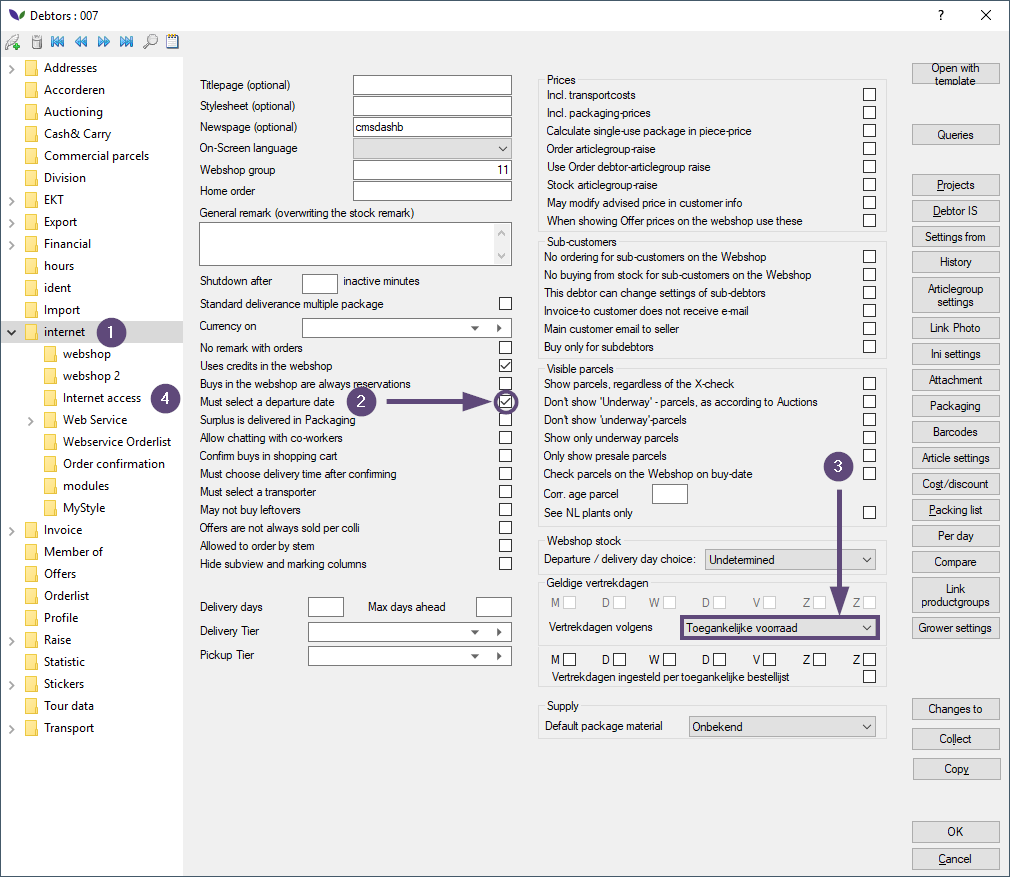 Debtors : 007
?
Addresses
Accorderen
Auctioning
Cash& Carry
Commercial parcels
Division
EKT
Export
Financial
hours
ident
Import
internet
1
webshop
webshop 2
Internet access
4
Web Service
Webservice Orderlist
Order confirmation
modules
MyStyle
Invoice
Member of
Offers
Orderlist
Profile
Raise
Statistic
Stickers
Tour data
Transport
Titlepage (optional)
Stylesheet (optional)
Newspage (optional)
cmsdashb
On-Screen language
Webshop group
11
Home order
General remark (overwriting the stock remark)
Shutdown after
inactive minutes
Standard deliverance multiple package
Currency on
No remark with orders
Uses credits in the webshop
Buys in the webshop are always reservations
Must select a departure date
2
Surplus is delivered in Packaging
Allow chatting with co-workers
Confirm buys in shopping cart
Must choose delivery time after confirming
Must select a transporter
May not buy leftovers
Offers are not always sold per colli
Allowed to order by stem
Hide subview and marking columns
Delivery days
Max days ahead
Delivery Tier
Pickup Tier
Prices
Incl. transportcosts
Incl. packaging-prices
Calculate single-use package in piece-price
Order articlegroup-raise
Use Order debtor-articlegroup raise
Stock articlegroup-raise
May modify advised price in customer info
When showing Offer prices on the webshop use these
Sub-customers
No ordering for sub-customers on the Webshop
No buying from stock for sub-customers on the Webshop
This debtor can change settings of sub-debtors
Invoice-to customer does not receive e-mail
Main customer email to seller
Buy only for subdebtors
Visible parcels
Show parcels, regardless of the X-check
Don't show 'Underway' - parcels, as according to Auctions
Don't show 'underway'-parcels
Show only underway parcels
Only show presale parcels
3
Check parcels on the Webshop on buy-date
Corr. age parcel
See NL plants only
Webshop stock
Departure / delivery day choice:
Undetermined
Geldige vertrekdagen
M D W D V Z Z
Vertrekdagen volgens
Toegankelijke voorraad
M D W D V Z Z
Vertrekdagen ingesteld per toegankelijke bestellijst
Supply
Default package material
Onbekend
Open with
template
Queries
Projects
Debtor IS
Settings from
History
Articlegroup
settings
Link Photo
Ini settings
Attachment
Packaging
Barcodes
Article settings
Cost/discount
Packing list
Per day
Compare
Link
productgroups
Grower settings
Changes to
Collect
Copy
OK
Cancel